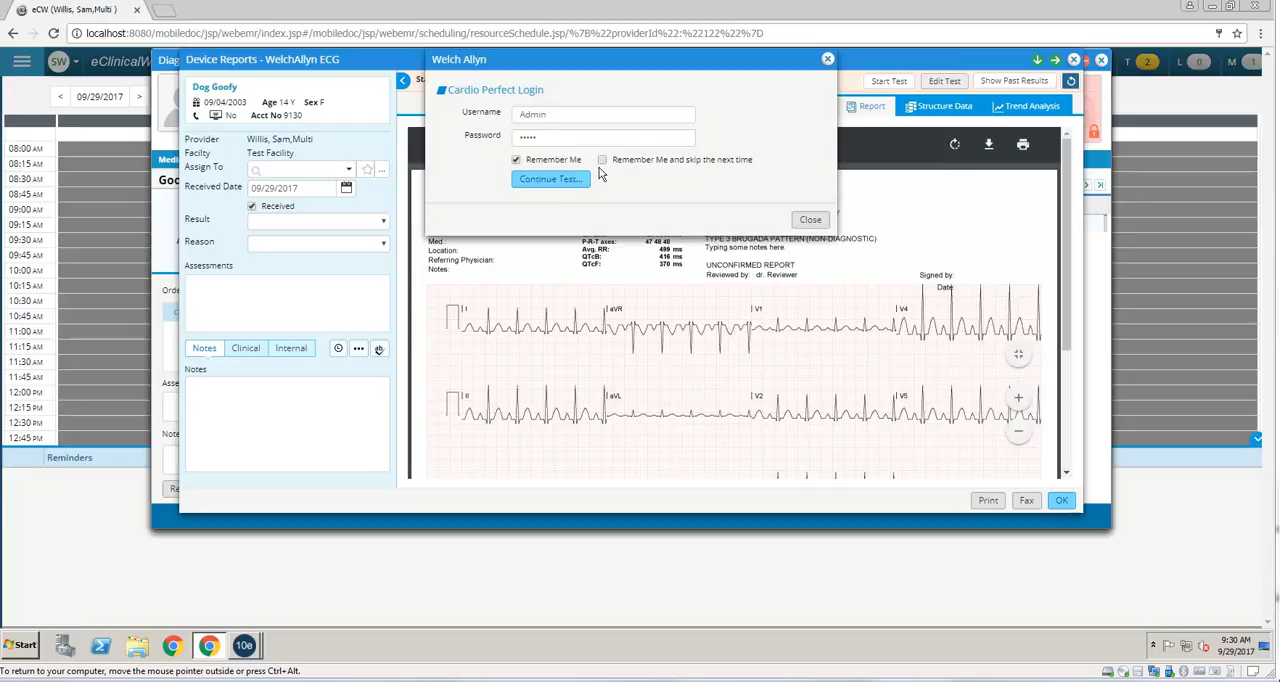 eCW (Willis, Sam,Multi)
localhost:8080/mobiledoc/jsp/webemr/index.jsp#/mobiledoc/jsp/webemr/scheduling/resourceSchedule.jsp/%7B%22providerId%22:%22122%22%7D
SW
eClinicalW
Diag
Device Reports - WelchAllyn ECG
Welch Allyn
T 2
L 0
M 1
< 09/29/2017 >
Dog Goofy
09/04/2003 Age 14 Y Sex F
No Acct No 9130
Cardio Perfect Login
Username Admin
Password •••••
Remember Me
Remember Me and skip the next time
Continue Test...
Close
Start Test
Edit Test
Show Past Results
Report
Structure Data
Trend Analysis
Provider Willis, Sam,Multi
Facility Test Facility
Assign To
...
Received Date 09/29/2017
Received
Result
Reason
Assessments
Notes
Clinical
Internal
Notes
08:00 AM
08:15 AM
08:30 AM
08:45 AM
09:00 AM
09:15 AM
09:30 AM
09:45 AM
10:00 AM
10:15 AM
10:30 AM
10:45 AM
11:00 AM
11:15 AM
11:30 AM
11:45 AM
12:00 PM
12:15 PM
12:30 PM
12:45 PM
Reminders
Med.:
Location:
Referring Physician:
Notes:
P-R-T axes: 47 48 48
Avg. RR: 499 ms
QTcB: 416 ms
QTcF: 370 ms
TYPE 3 BRUGADA PATTERN (NON-DIAGNOSTIC)
Typing some notes here.
UNCONFIRMED REPORT
Reviewed by: dr. Reviewer
Signed by:
Date:
I
aVR
V1
V4
II
aVL
V2
V5
Print
Fax
OK
Start
10e
9:30 AM
9/29/2017
To return to your computer, move the mouse pointer outside or press Ctrl+Alt.